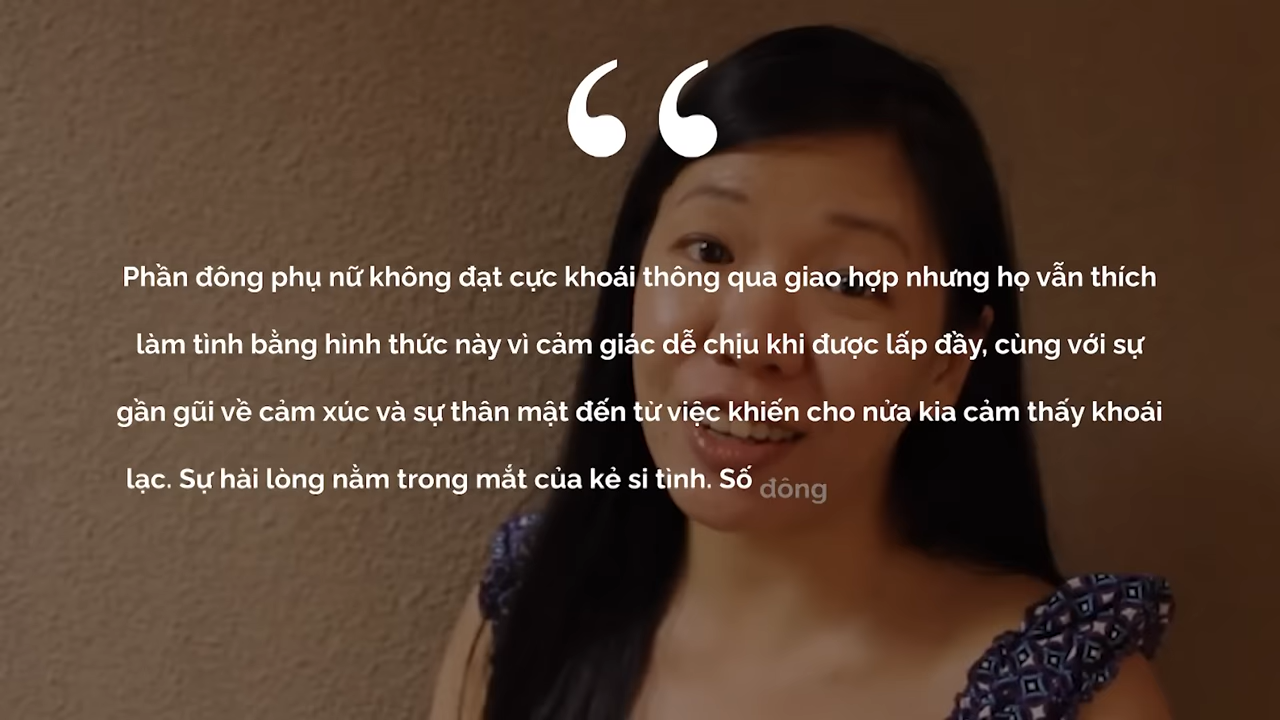 “
Phần đông phụ nữ không đạt cực khoái thông qua giao hợp nhưng họ vẫn thích
làm tình bằng hình thức này vì cảm giác dễ chịu khi được lấp đầy, cùng với sự
gần gũi về cảm xúc và sự thân mật đến từ việc khiến cho nửa kia cảm thấy khoái
lạc. Sự hài lòng nằm trong mắt của kẻ si tình. Số đông